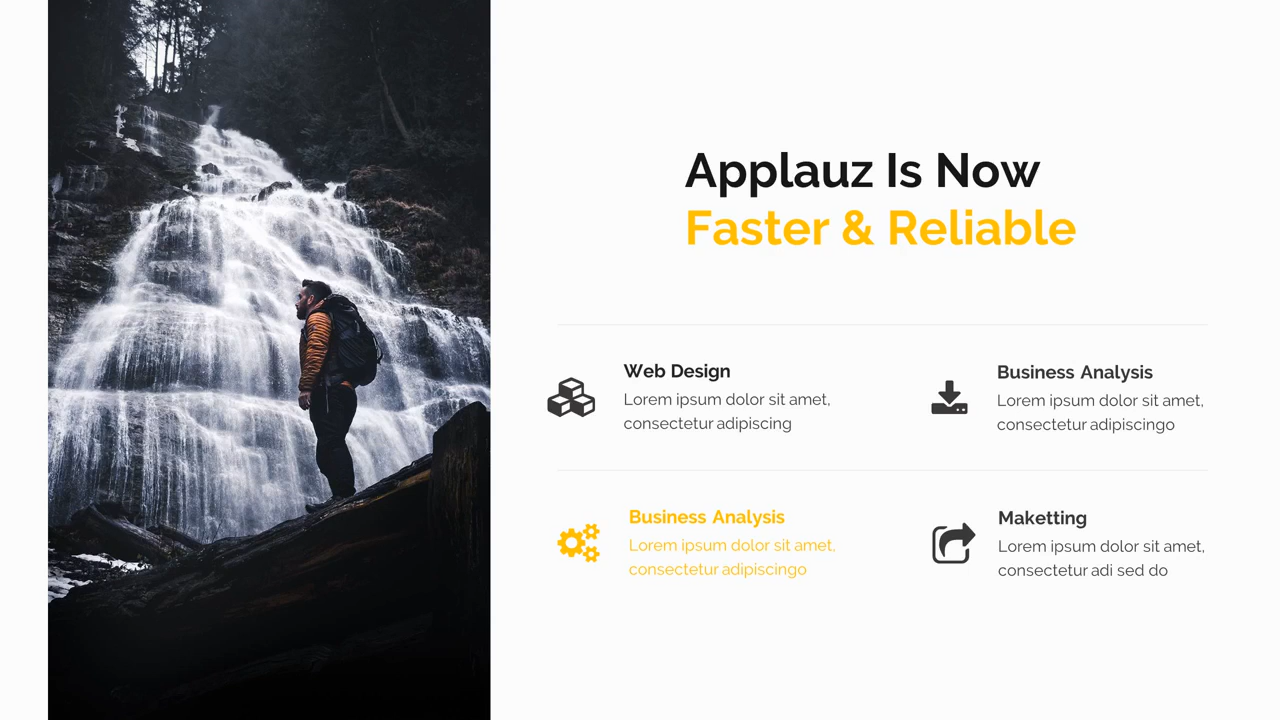 Applauz Is Now
Faster & Reliable
Web Design
Lorem ipsum dolor sit amet,
consectetur adipiscing
Business Analysis
Lorem ipsum dolor sit amet,
consectetur adipiscingo
Business Analysis
Lorem ipsum dolor sit amet,
consectetur adipiscingo
Maketting
Lorem ipsum dolor sit amet,
consectetur adi sed do